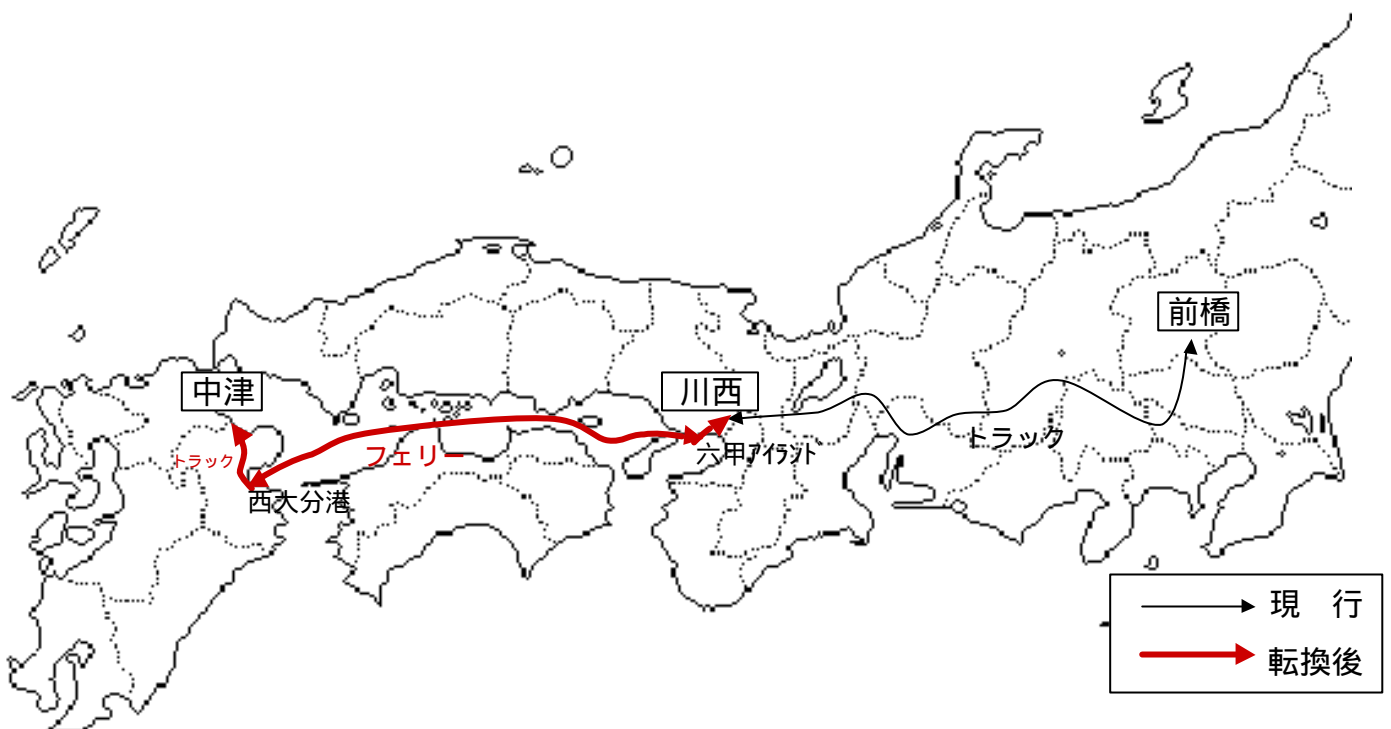 前橋
中津
川西
トラック
トラック
フェリー
六甲ｱｲﾗﾝﾄﾞ
西大分港
現　行
転換後